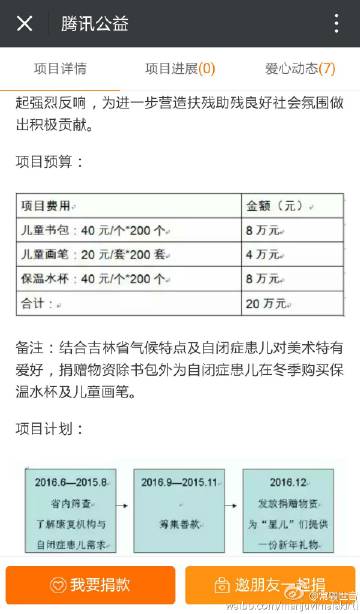 腾讯公益
项目详情 项目进展(0) 爱心动态(7)
起强烈反响，为进一步营造扶残助残良好社会氛围做
出积极贡献。
项目预算：
项目费用 金额（元）
儿童书包：40 元/个*200 个 8 万元
儿童画笔：20 元/套*200 套 4 万元
保温水杯：40 元/个*200 个 8 万元
合计： 20 万元
备注：结合吉林省气候特点及自闭症患儿对美术特有
爱好，捐赠物资除书包外为自闭症患儿在冬季购买保
温水杯及儿童画笔。
项目计划：
2016.6—2015.8
省内筛查
了解康复机构与
自闭症患儿需求
2016.9—2015.11
筹集善款
2016.12
发放捐赠物资
为“星儿”们提供
一份新年礼物
我要捐款
邀朋友一起捐